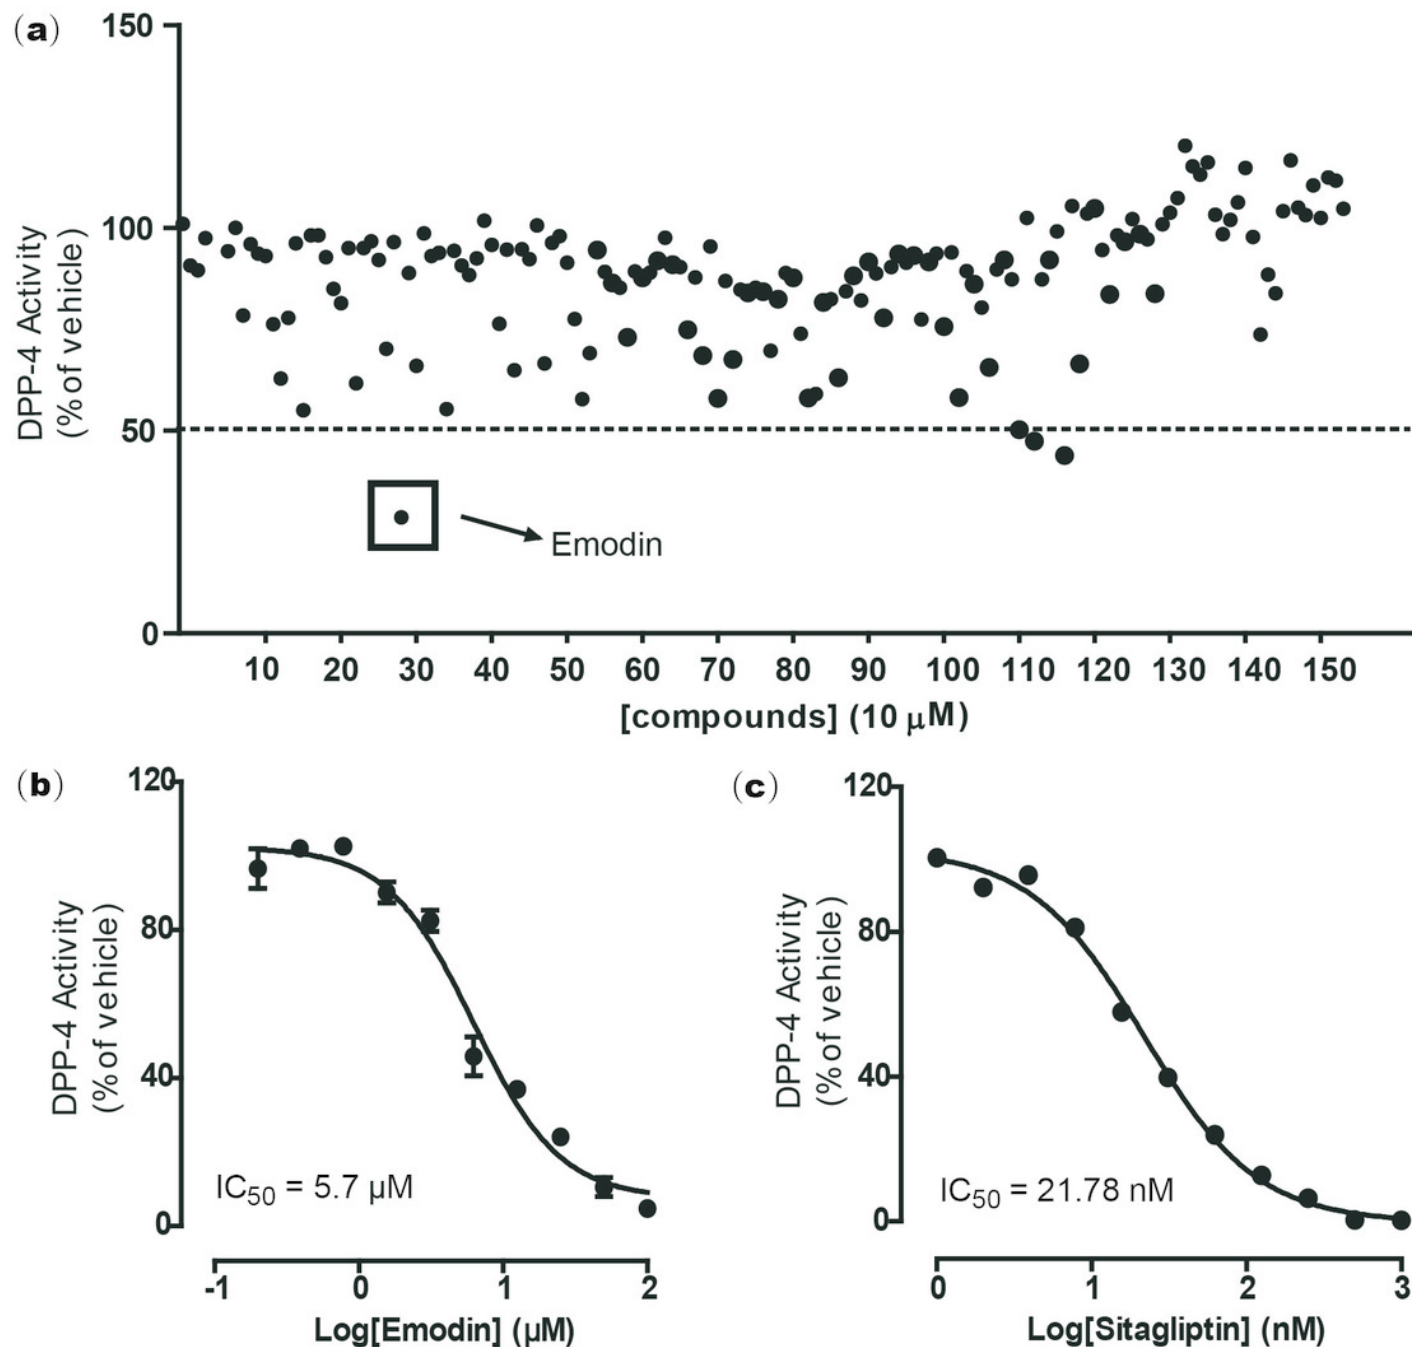 (a)
150
100
50
0
DPP-4 Activity
(% of vehicle)
Emodin
10 20 30 40 50 60 70 80 90 100 110 120 130 140 150
[compounds] (10 μM)
(b)
120
80
40
0
DPP-4 Activity
(% of vehicle)
IC50 = 5.7 μM
-1 0 1 2
Log[Emodin] (μM)
(c)
120
80
40
0
DPP-4 Activity
(% of vehicle)
IC50 = 21.78 nM
0 1 2 3
Log[Sitagliptin] (nM)